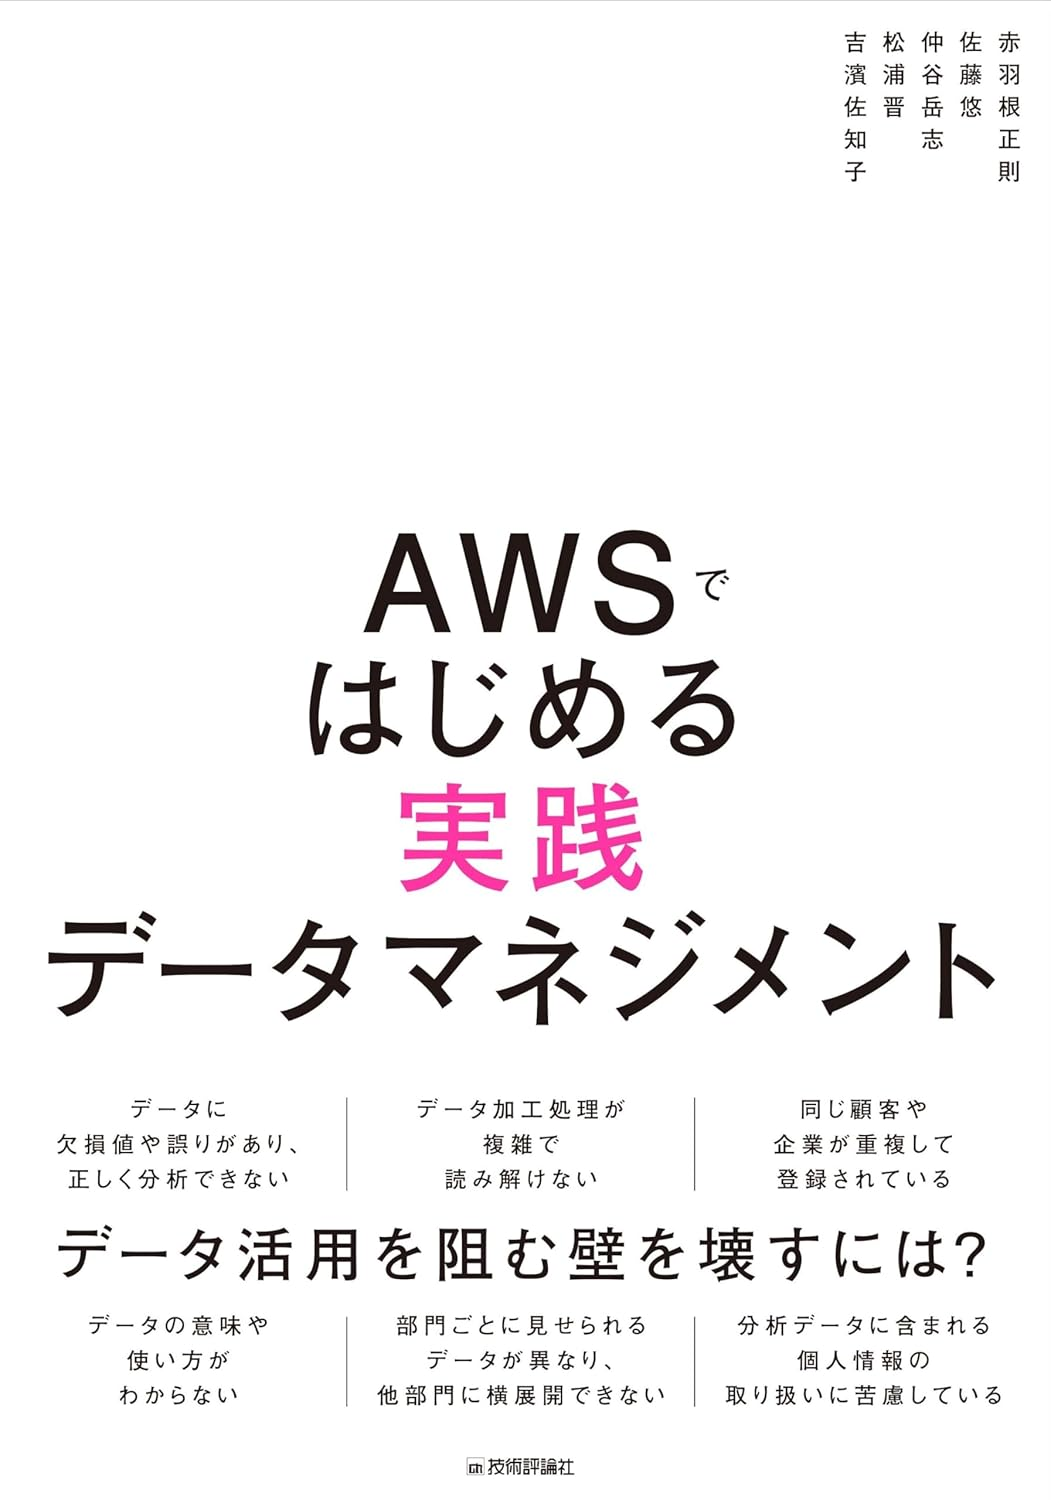 赤羽根正則
佐藤悠
仲谷岳志
松浦晋
吉濱佐知子
AWSで
はじめる
実践
データマネジメント
データに
欠損値や誤りがあり、
正しく分析できない
データ加工処理が
複雑で
読み解けない
同じ顧客や
企業が重複して
登録されている
データ活用を阻む壁を壊すには?
データの意味や
使い方が
わからない
部門ごとに見せられる
データが異なり、
他部門に横展開できない
分析データに含まれる
個人情報の
取り扱いに苦慮している
技術評論社